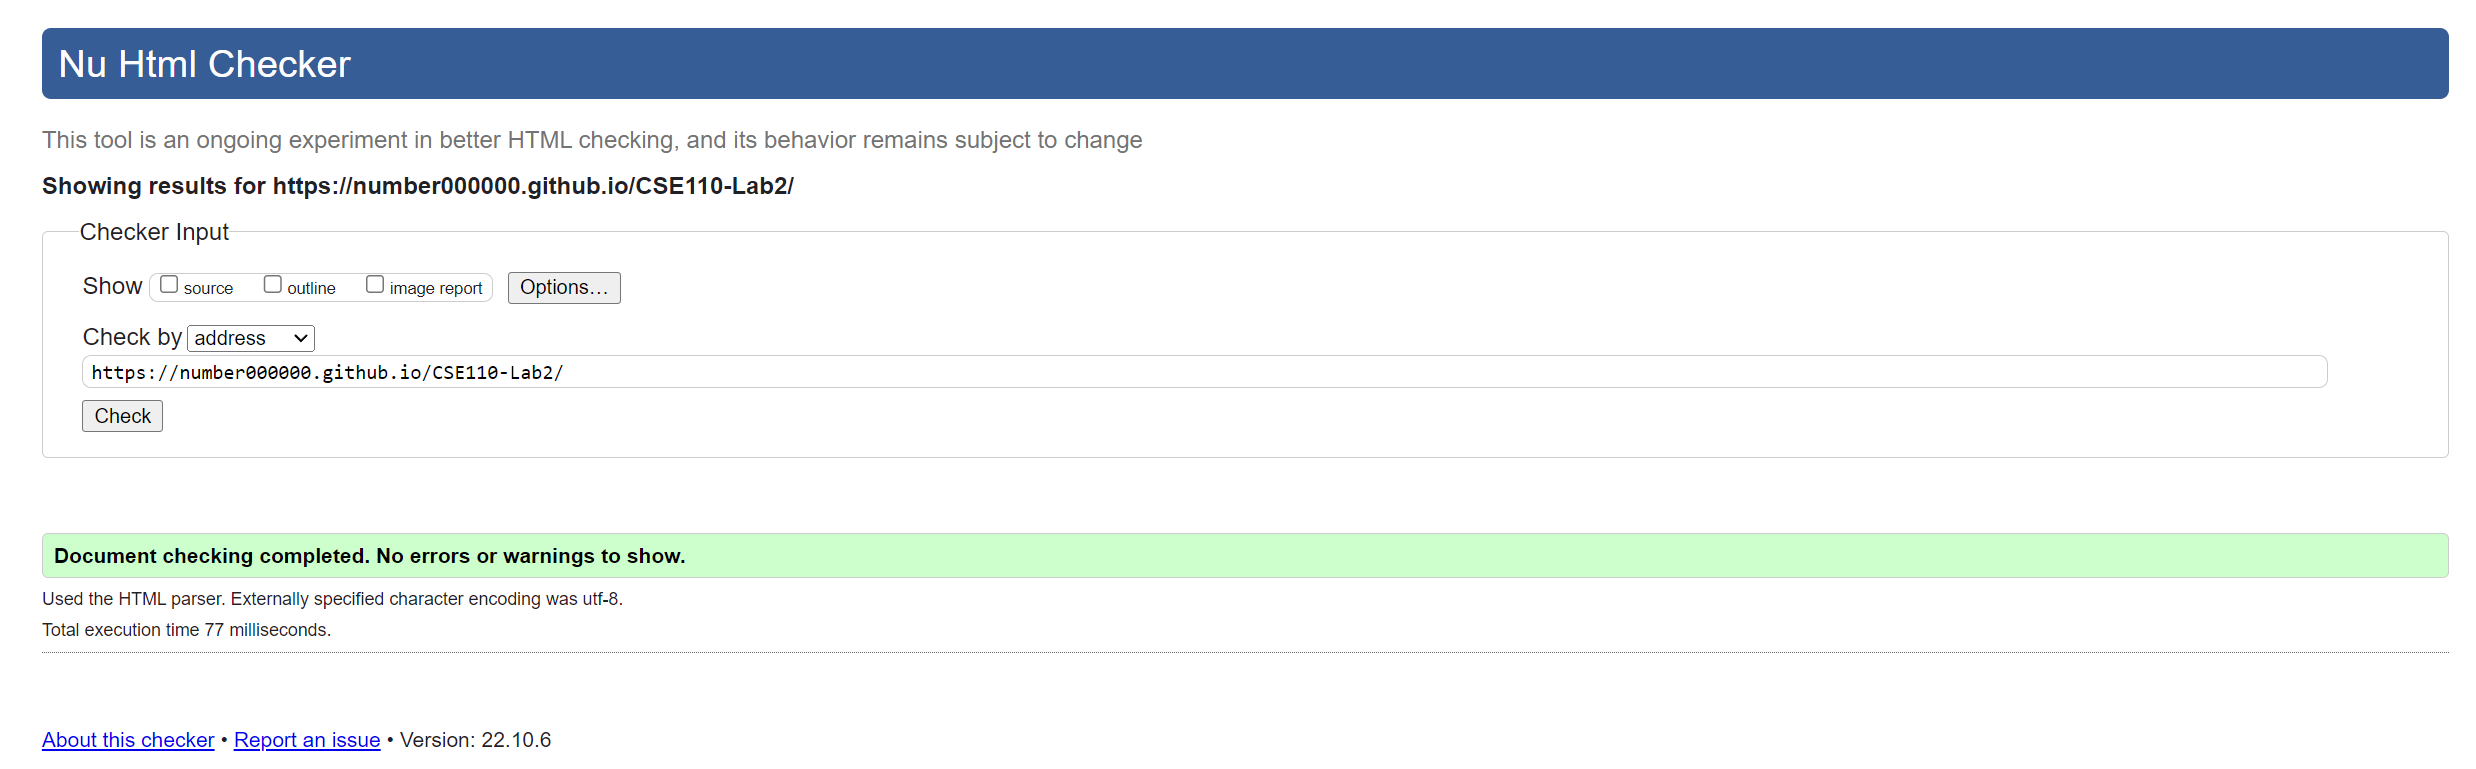 Nu Html Checker
This tool is an ongoing experiment in better HTML checking, and its behavior remains subject to change
Showing results for https://number000000.github.io/CSE110-Lab2/
Checker Input
Show source outline image report Options...
Check by address
https://number000000.github.io/CSE110-Lab2/
Check
Document checking completed. No errors or warnings to show.
Used the HTML parser. Externally specified character encoding was utf-8.
Total execution time 77 milliseconds.
About this checker • Report an issue • Version: 22.10.6